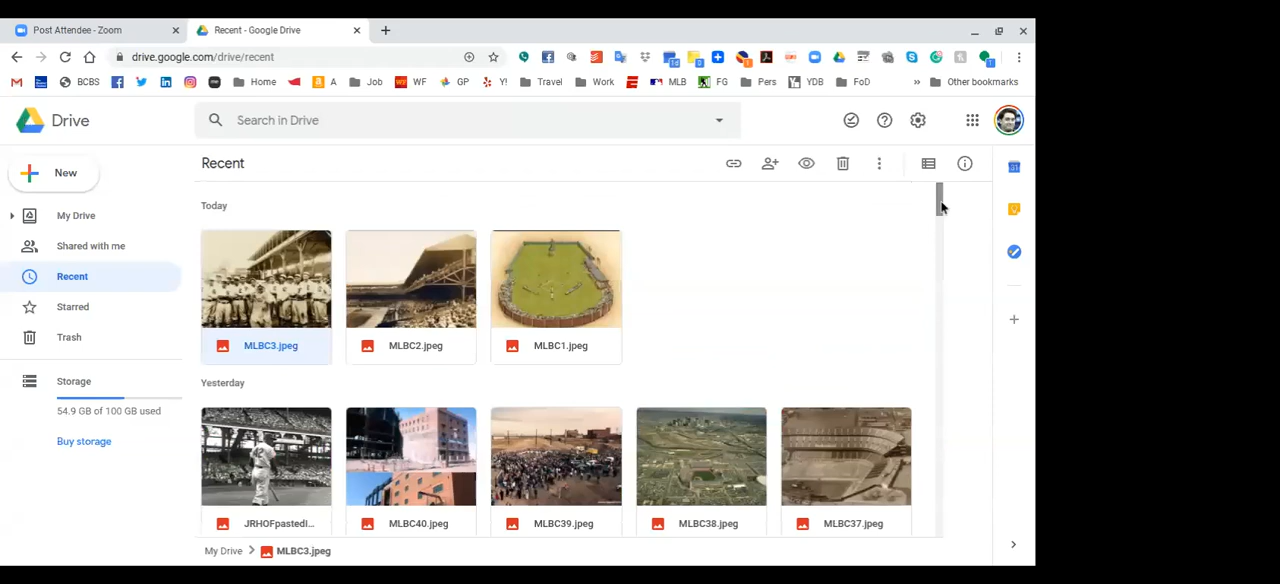 Post Attendee - Zoom
Recent - Google Drive
drive.google.com/drive/recent
BCBS
Home
A
Job
WF
GP
Y!
Travel
Work
MLB
FG
Pers
YDB
FoD
Other bookmarks
Drive
Search in Drive
New
Recent
My Drive
Shared with me
Recent
Starred
Trash
Storage
54.9 GB of 100 GB used
Buy storage
Today
MLBC3.jpeg
MLBC2.jpeg
MLBC1.jpeg
Yesterday
JRHOFpastedi...
MLBC40.jpeg
MLBC39.jpeg
MLBC38.jpeg
MLBC37.jpeg
My Drive > MLBC3.jpeg